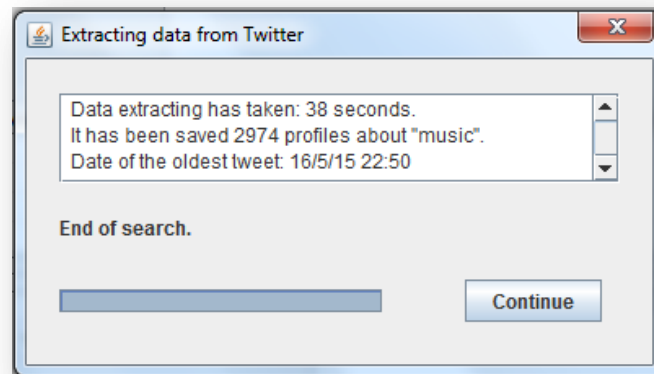 Extracting data from Twitter
Data extracting has taken: 38 seconds.
It has been saved 2974 profiles about "music".
Date of the oldest tweet: 16/5/15 22:50
End of search.
Continue